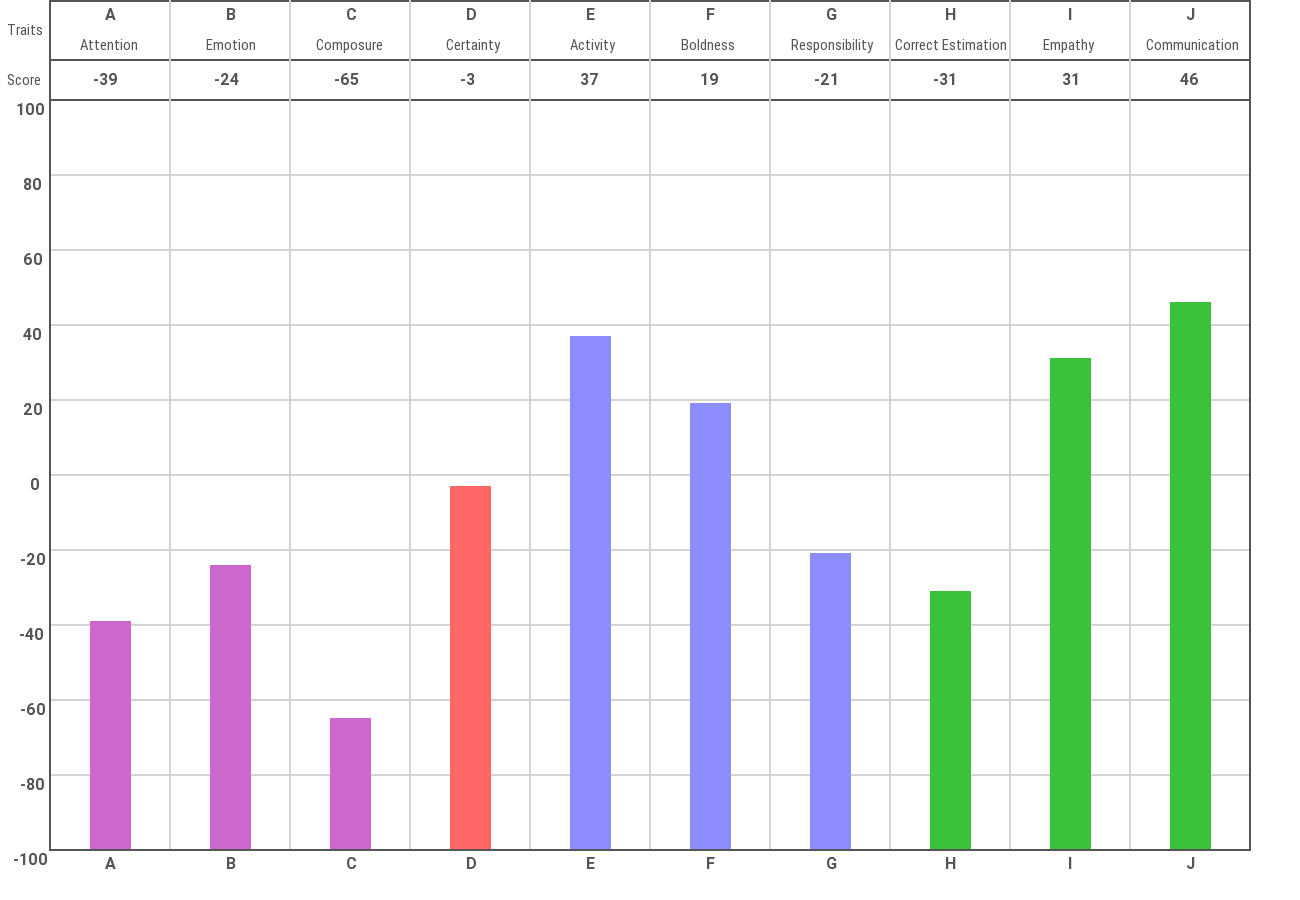 Traits A B C D E F G H I J
Attention Emotion Composure Certainty Activity Boldness Responsibility Correct Estimation Empathy Communication
Score -39 -24 -65 -3 37 19 -21 -31 31 46
100
80
60
40
20
0
-20
-40
-60
-80
-100
A B C D E F G H I J